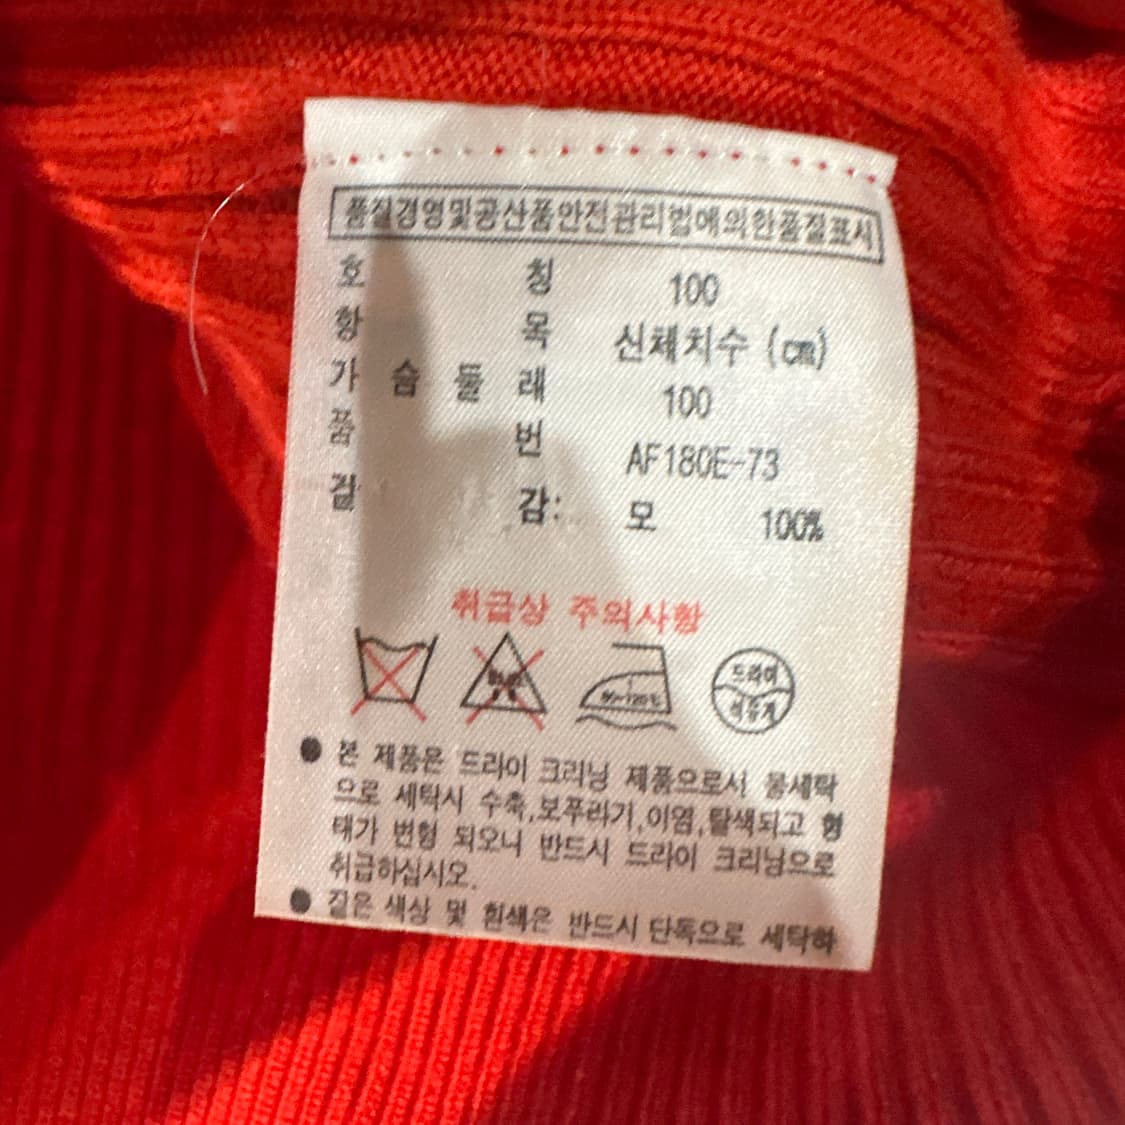 품질경영및공산품안전관리법에의한품질표시
호 칭 100
항 목 신체치수 (㎝)
가 슴 둘 레 100
품 번 AF180E-73
겉 감: 모 100%
취급상 주의사항
80~120℃
드라이
석유계
● 본 제품은 드라이 크리닝 제품으로서 물세탁
으로 세탁시 수축,보푸라기,이염,탈색되고 형
태가 변형 되오니 반드시 드라이 크리닝으로
취급하십시오.
● 짙은 색상 및 흰색은 반드시 단독으로 세탁하